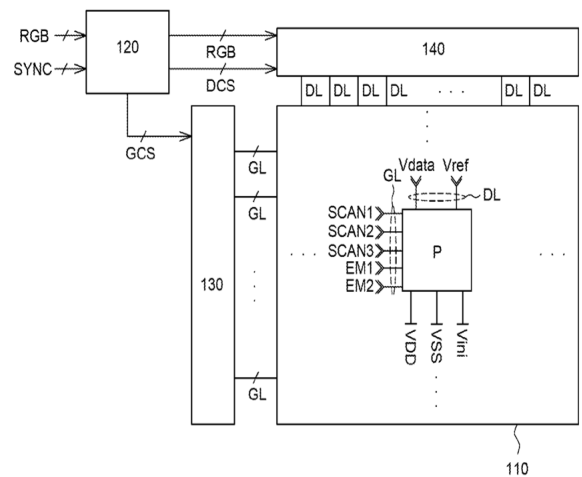 RGB
120
RGB
140
SYNC
DCS
DL DL DL DL DL DL
GCS
GL
Vdata Vref
GL
DL
GL
SCAN1
SCAN2
SCAN3
P
EM1
130
EM2
VDD
VSS
Vini
GL
110